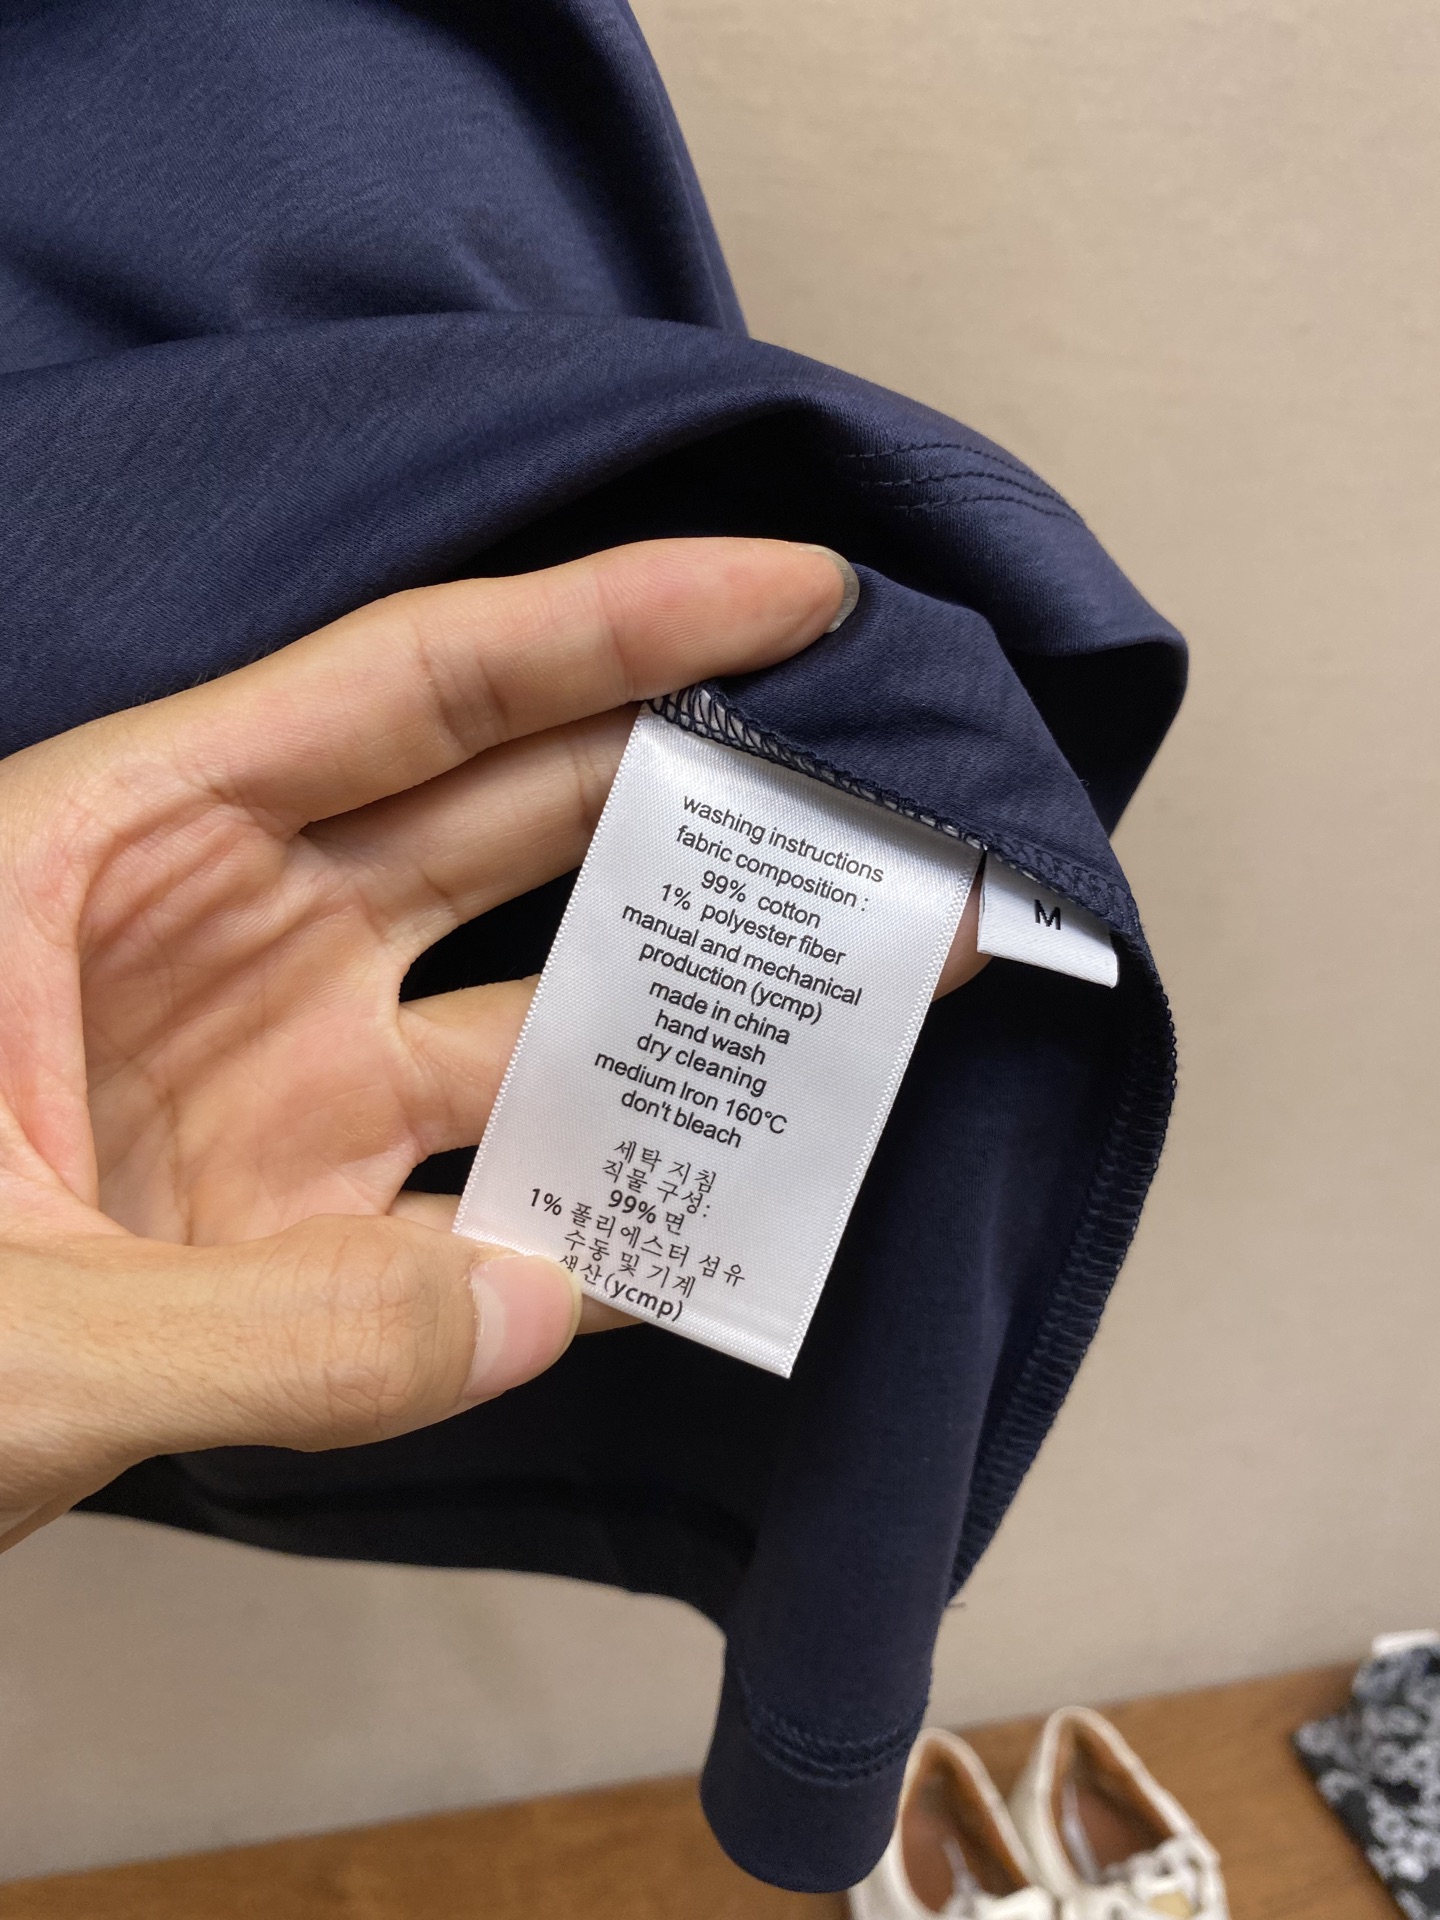 washing instructions
fabric composition :
99% cotton
1% polyester fiber
manual and mechanical
production (ycmp)
made in china
hand wash
dry cleaning
medium Iron 160℃
don't bleach
세탁 지침
직물 구성:
99% 면
1% 폴리에스터 섬유
수동 및 기계
생산(ycmp)
M